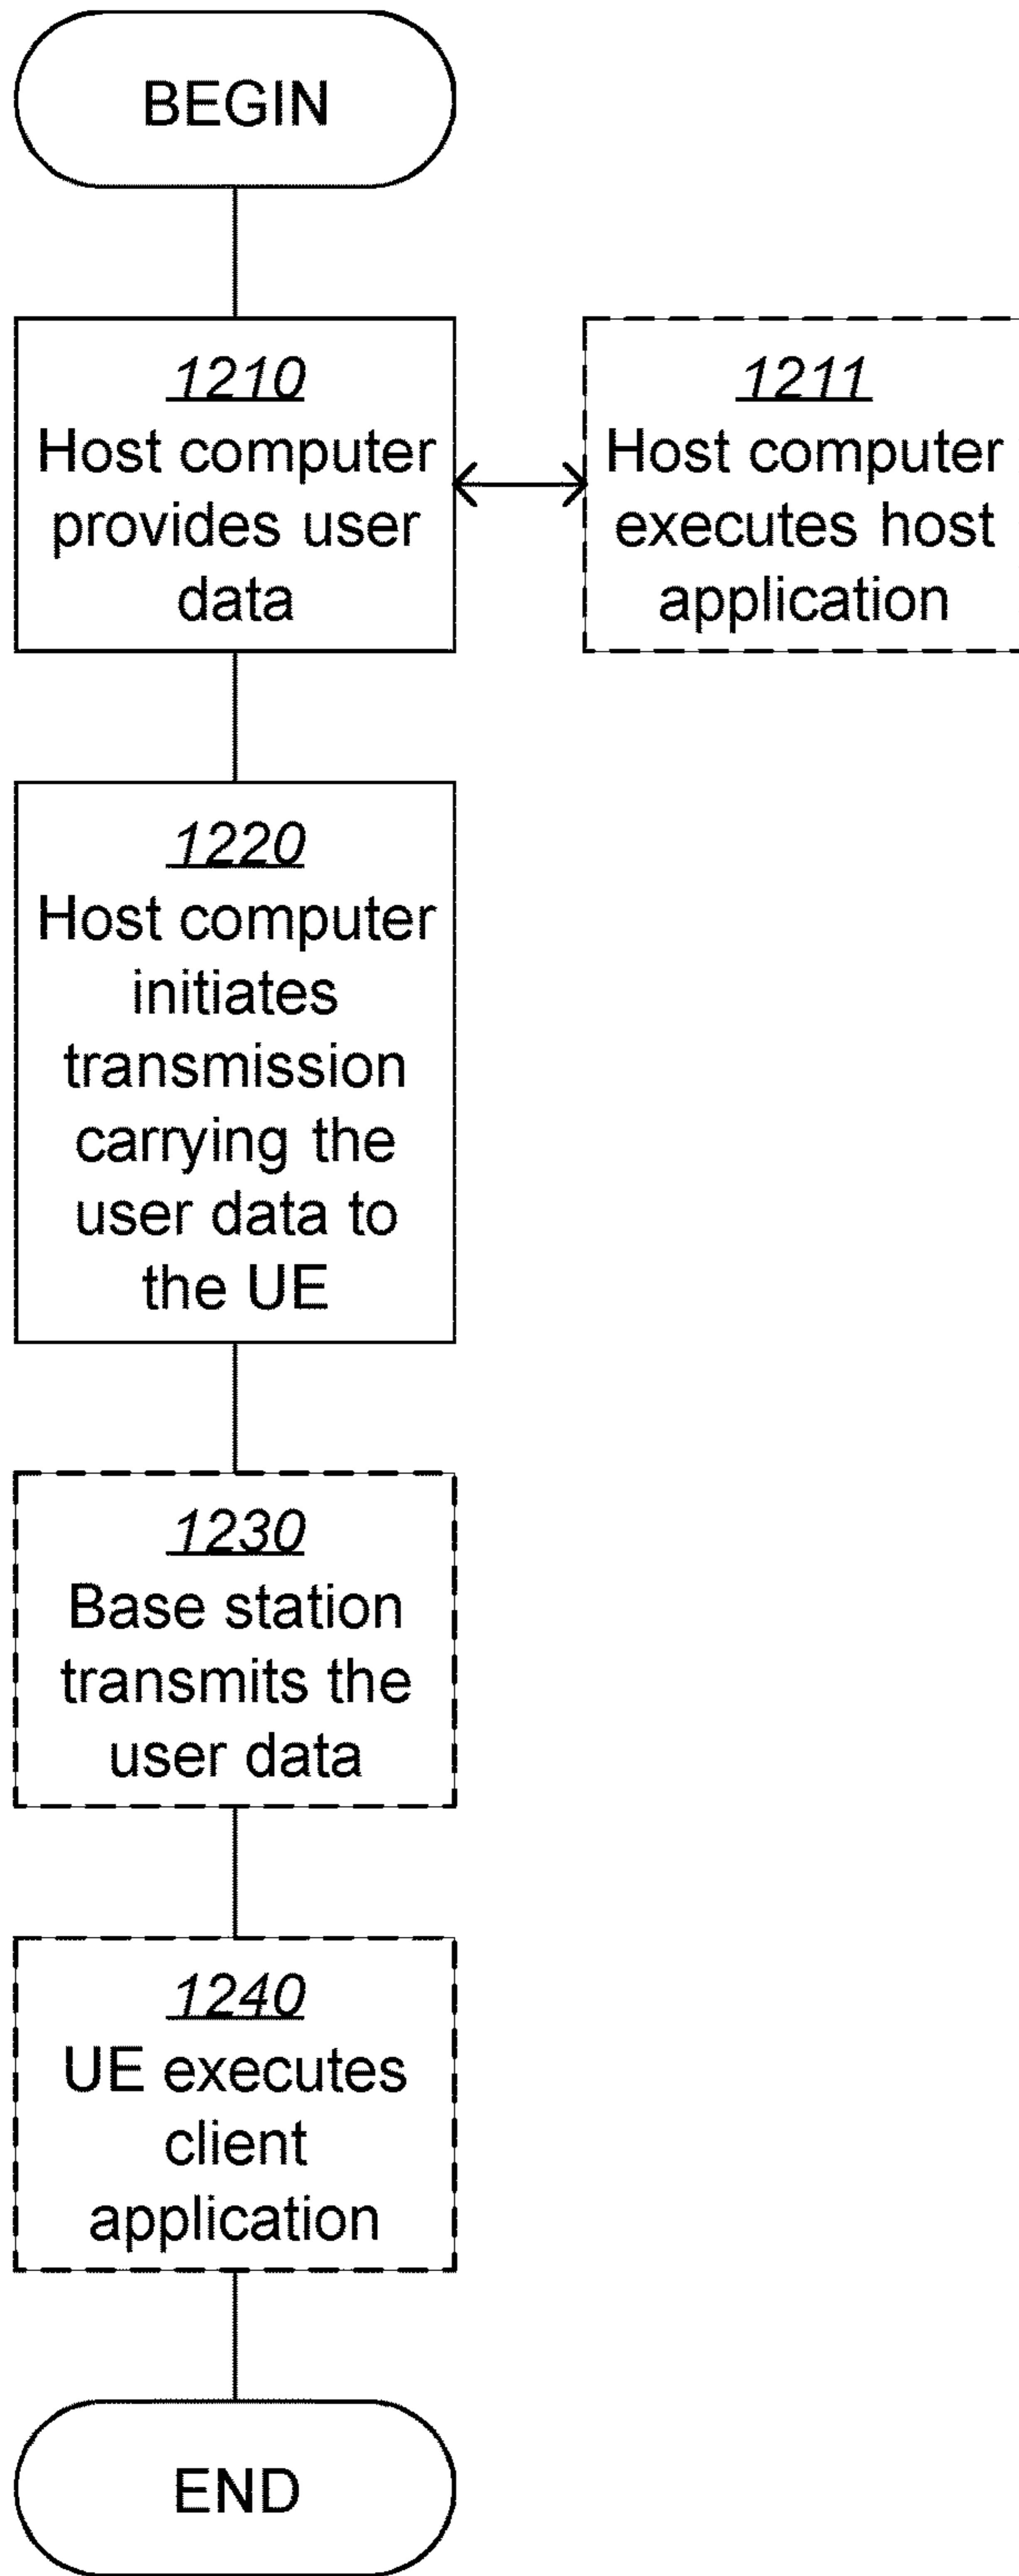 BEGIN
1210
Host computer
provides user
data
1211
Host computer
executes host
application
1220
Host computer
initiates
transmission
carrying the
user data to
the UE
1230
Base station
transmits the
user data
1240
UE executes
client
application
END